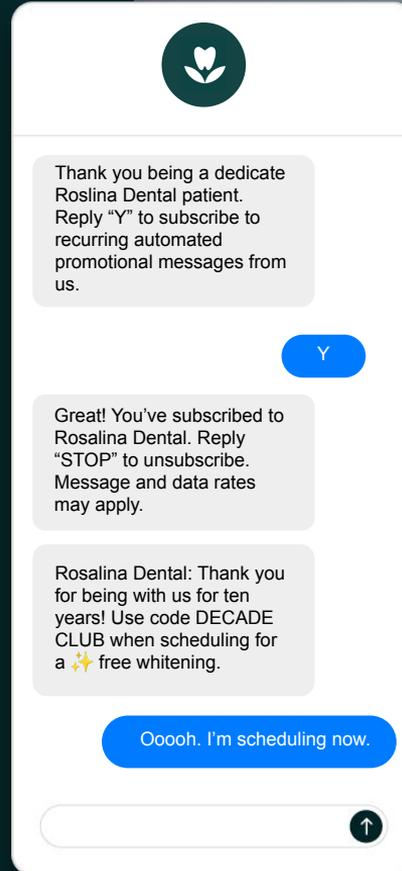 Thank you being a dedicate
Roslina Dental patient.
Reply “Y” to subscribe to
recurring automated
promotional messages from
us.
Y
Great! You’ve subscribed to
Rosalina Dental. Reply
“STOP” to unsubscribe.
Message and data rates
may apply.
Rosalina Dental: Thank you
for being with us for ten
years! Use code DECADE
CLUB when scheduling for
a ✨ free whitening.
Ooooh. I’m scheduling now.